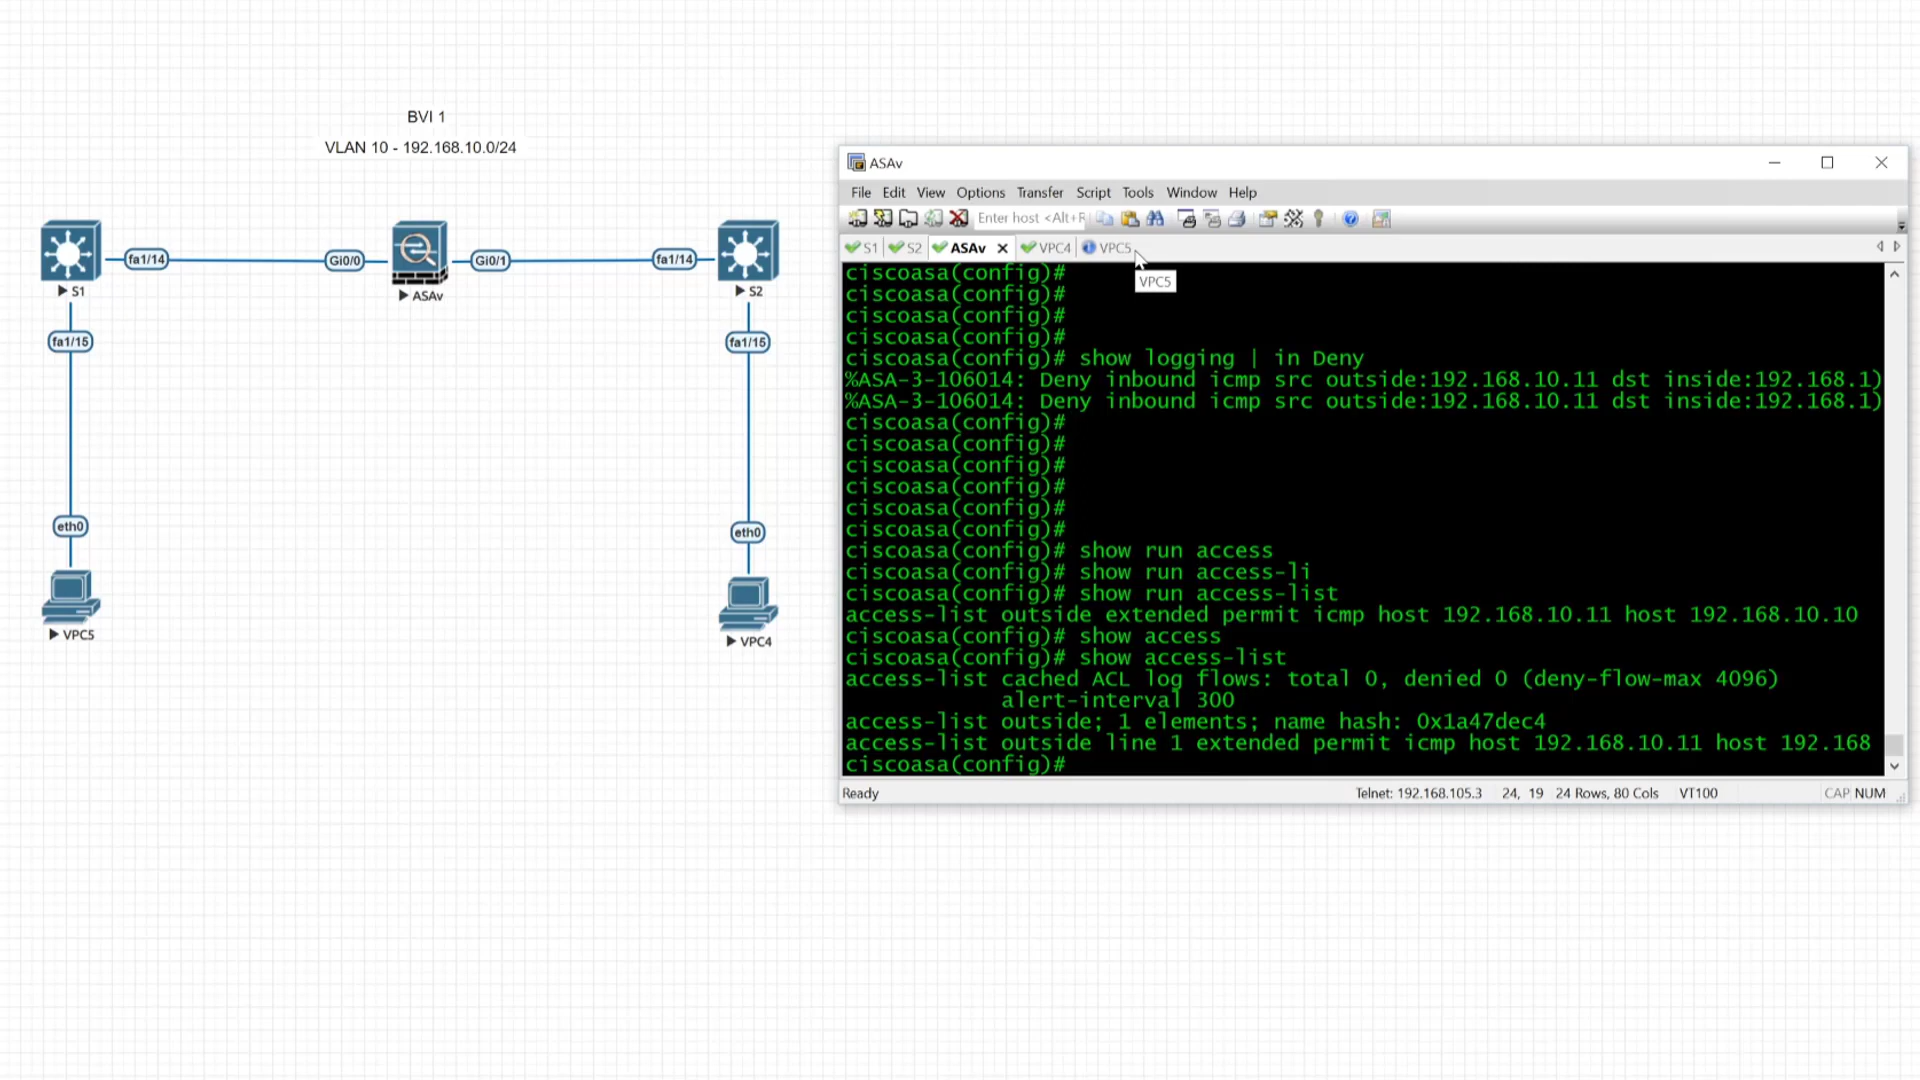 BVI 1
VLAN 10 - 192.168.10.0/24
fa1/14
Gi0/0
Gi0/1
fa1/14
S1
ASAv
S2
fa1/15
fa1/15
eth0
eth0
VPC5
VPC4
ASAv
File Edit View Options Transfer Script Tools Window Help
Enter host <Alt+R
S1 S2 ASAv VPC4 VPC5
VPC5
ciscoasa(config)#
ciscoasa(config)#
ciscoasa(config)#
ciscoasa(config)#
ciscoasa(config)# show logging | in Deny
%ASA-3-106014: Deny inbound icmp src outside:192.168.10.11 dst inside:192.168.1)
%ASA-3-106014: Deny inbound icmp src outside:192.168.10.11 dst inside:192.168.1)
ciscoasa(config)#
ciscoasa(config)#
ciscoasa(config)#
ciscoasa(config)#
ciscoasa(config)#
ciscoasa(config)#
ciscoasa(config)# show run access
ciscoasa(config)# show run access-li
ciscoasa(config)# show run access-list
access-list outside extended permit icmp host 192.168.10.11 host 192.168.10.10
ciscoasa(config)# show access
ciscoasa(config)# show access-list
access-list cached ACL log flows: total 0, denied 0 (deny-flow-max 4096)
alert-interval 300
access-list outside; 1 elements; name hash: 0x1a47dec4
access-list outside line 1 extended permit icmp host 192.168.10.11 host 192.168
ciscoasa(config)#
Ready Telnet: 192.168.105.3 24, 19 24 Rows, 80 Cols VT100 CAP NUM